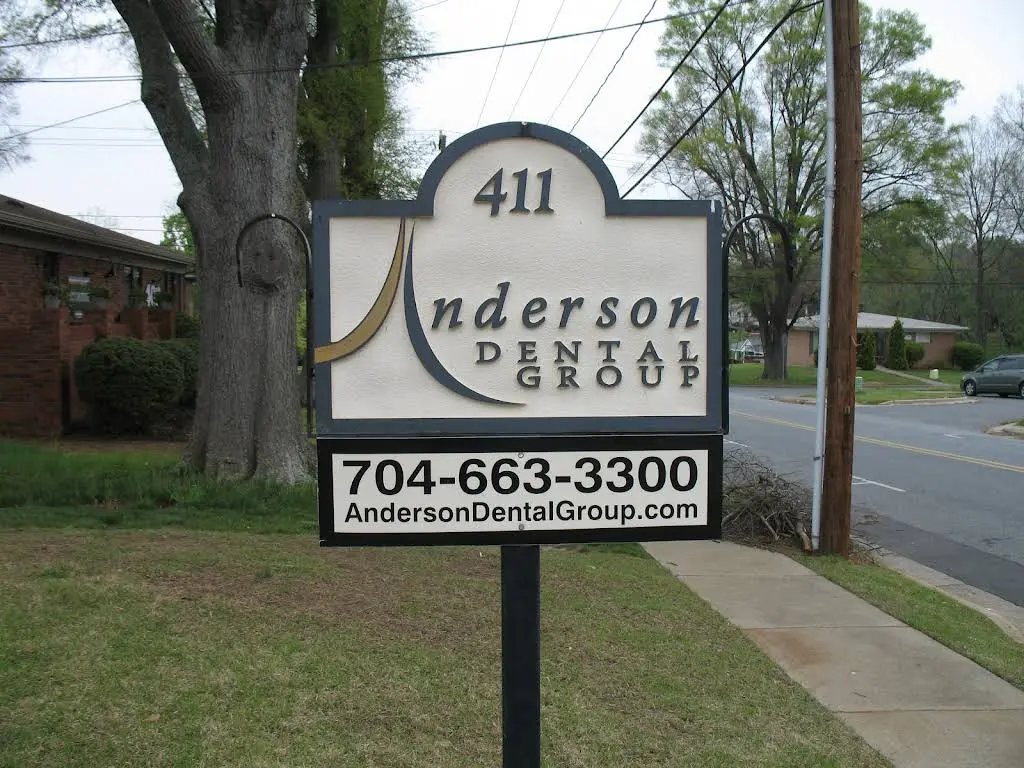 411
Anderson
DENTAL
GROUP
704-663-3300
AndersonDentalGroup.com